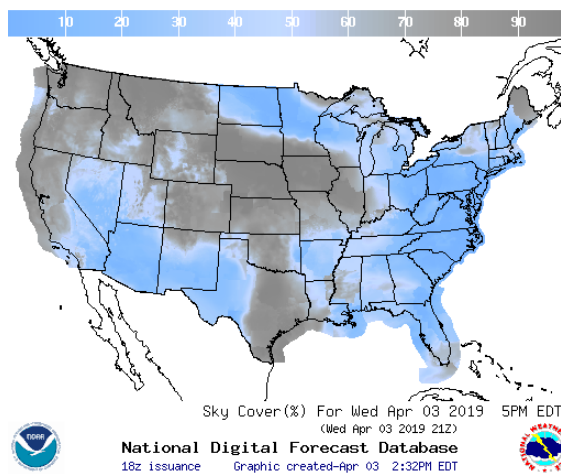 10 20 30 40 50 60 70 80 90
Sky Cover(%) For Wed Apr 03 2019 5PM EDT
(Wed Apr 03 2019 21Z)
National Digital Forecast Database
18z issuance Graphic created-Apr 03 2:32PM EDT
NOAA